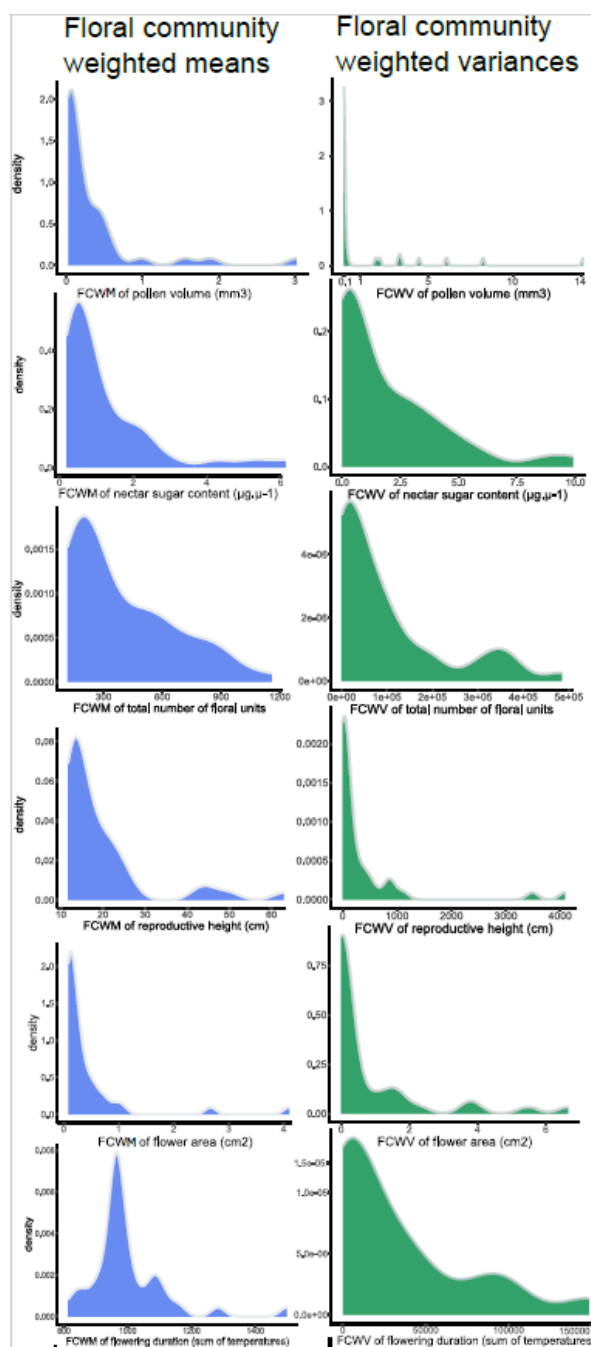 Floral community
weighted means
Floral community
weighted variances
density
2.0
1.5
1.0
0.5
0.0
0
1
2
3
FCWM of pollen volume (mm3)
3
2
1
0
0,1 1
5
10
14
FCWV of pollen volume (mm3)
density
0.4
0.2
0.0
0
2
4
6
FCWM of nectar sugar content (µg.µ-1)
0.2
0.1
0.0
0.0
2.5
5.0
7.5
10.0
FCWV of nectar sugar content (µg.µ-1)
density
0.0015
0.0010
0.0005
0.0000
300
600
900
1200
FCWM of total number of floral units
4e-06
2e-06
0e+00
0e+00
1e+05
2e+05
3e+05
4e+05
5e+05
FCWV of total number of floral units
density
0.08
0.06
0.04
0.02
0.00
10
20
30
40
50
60
FCWM of reproductive height (cm)
0.0020
0.0015
0.0010
0.0005
0.0000
0
1000
2000
3000
4000
FCWV of reproductive height (cm)
density
2.0
1.5
1.0
0.5
0.0
0
1
2
3
4
FCWM of flower area (cm2)
0.75
0.50
0.25
0.00
0
2
4
6
FCWV of flower area (cm2)
density
0.006
0.004
0.002
0.000
1000
1200
1400
FCWM of flowering duration (sum of temperatures)
1.5e-05
1.0e-05
5.0e-06
0.0e+00
0
50000
100000
150000
FCWV of flowering duration (sum of temperatures